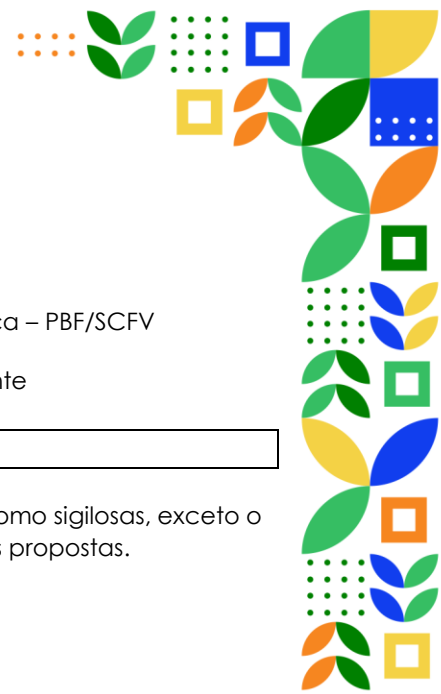 ca – PBF/SCFV
nte
omo sigilosas, exceto o
s propostas.